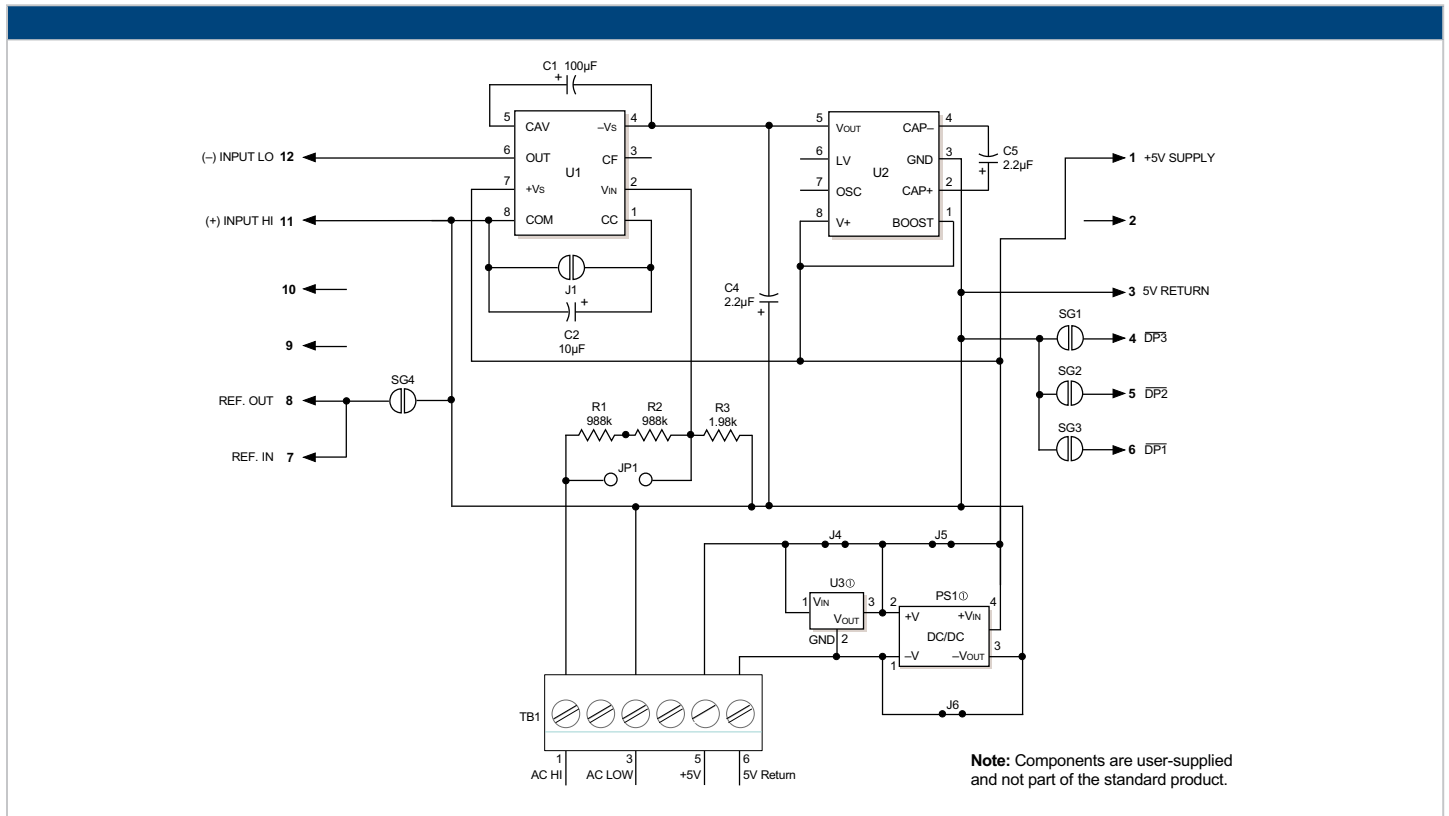 C1 100µF
+
5 CAV
–Vs 4
6 OUT
CF 3
U1
7 +Vs
VIN 2
8 COM
CC 1
5 VOUT
CAP– 4
6 LV
GND 3
U2
7 OSC
CAP+ 2
8 V+
BOOST 1
C5
2.2µF
+
(–) INPUT LO 12
(+) INPUT HI 11
10
9
REF. OUT 8
REF. IN 7
SG4
J1
+
C2
10µF
C4
2.2µF
+
1 +5V SUPPLY
2
3 5V RETURN
SG1
4 DP3
SG2
5 DP2
SG3
6 DP1
R1
988k
R2
988k
R3
1.98k
JP1
J4
J5
U3①
1 VIN
VOUT 3
GND 2
PS1①
2 +V
+VIN 4
DC/DC
1 –V
–VOUT 3
J6
TB1
1
3
5
6
AC HI
AC LOW
+5V
5V Return
Note: Components are user-supplied
and not part of the standard product.